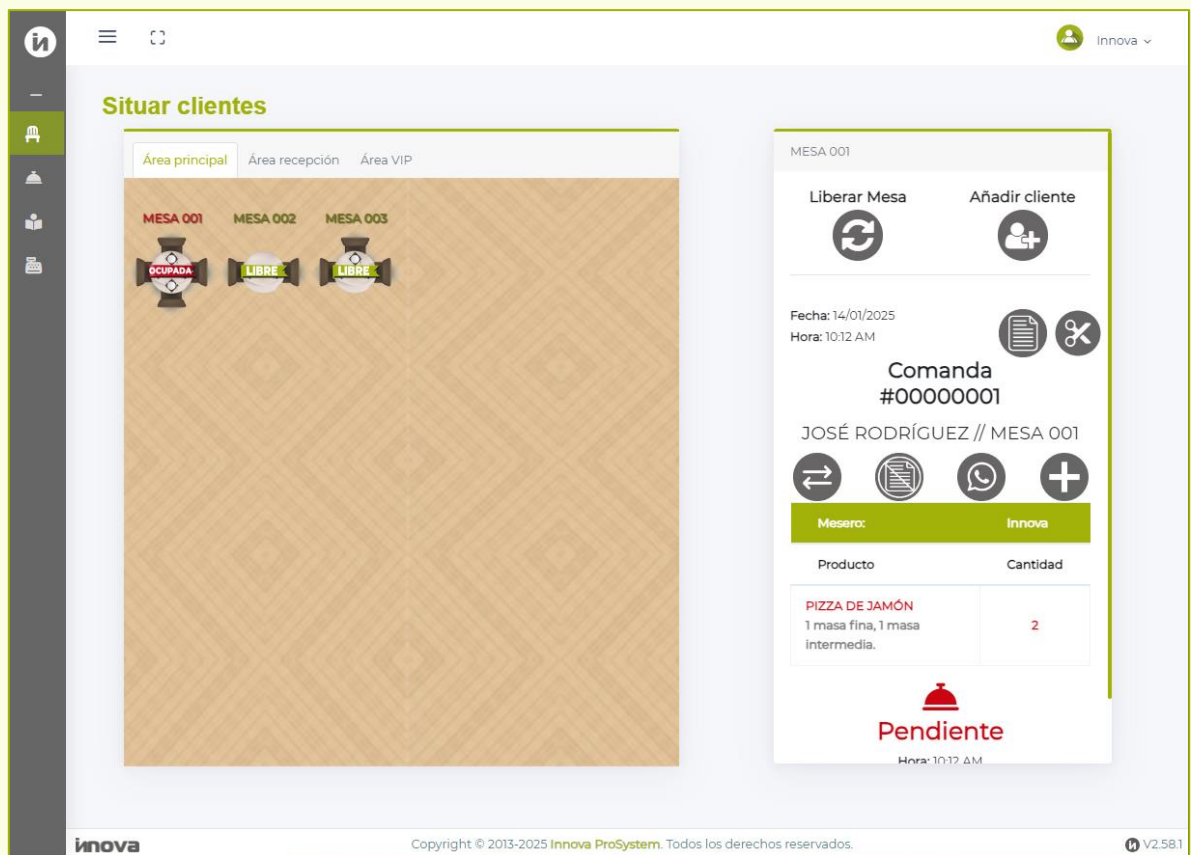 Innova
Situar clientes
Área principal Área recepción Área VIP
MESA 001 MESA 002 MESA 003
OCUPADA LIBRE LIBRE
MESA 001
Liberar Mesa Añadir cliente
Fecha: 14/01/2025
Hora: 10:12 AM
Comanda
#00000001
JOSÉ RODRÍGUEZ // MESA 001
Mesero: Innova
Producto Cantidad
PIZZA DE JAMÓN
1 masa fina, 1 masa 2
intermedia.
Pendiente
Hora: 10:12 AM
innova Copyright © 2013-2025 Innova ProSystem. Todos los derechos reservados. V2.58.1